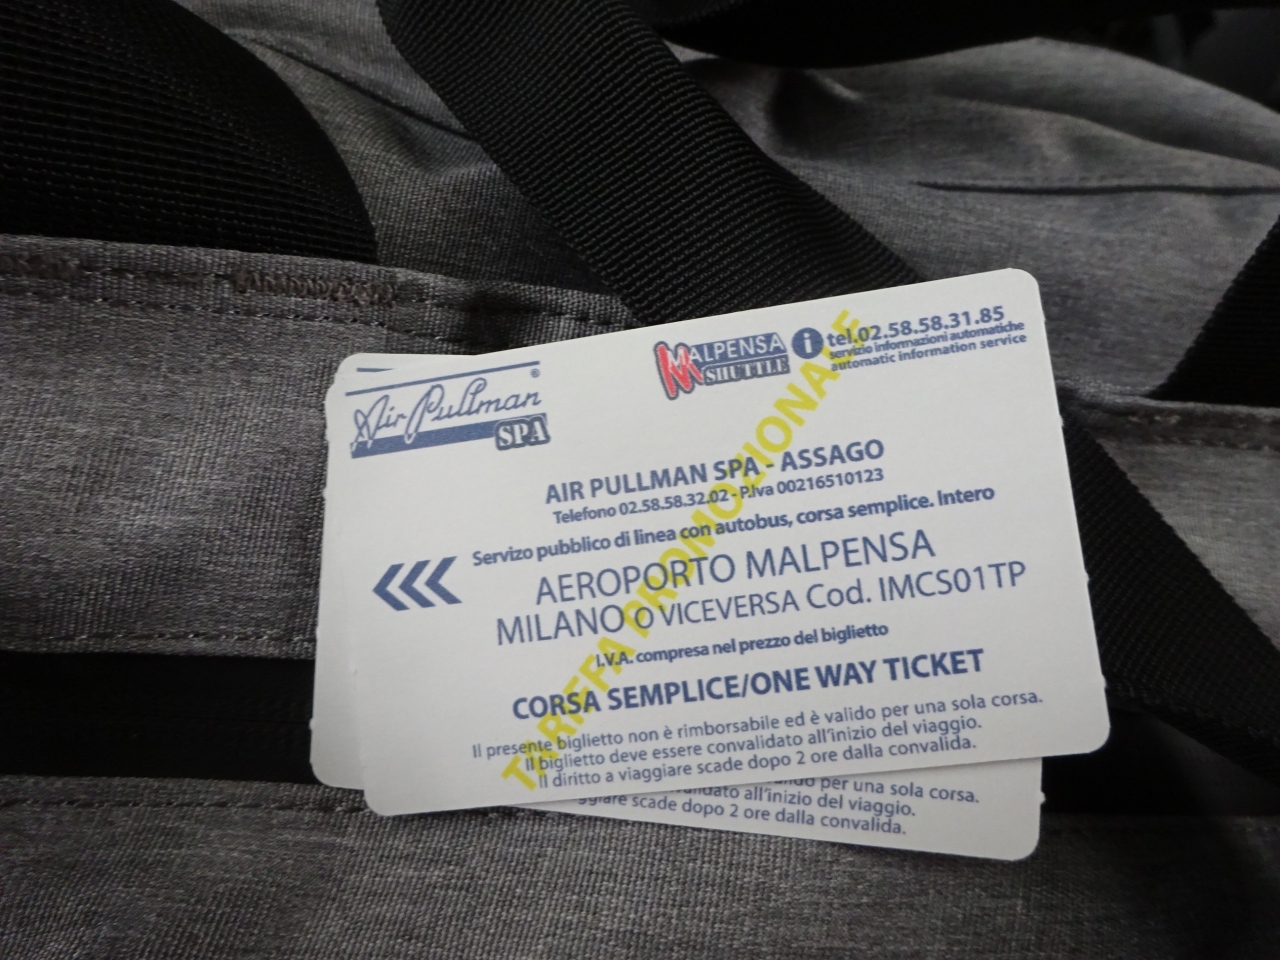 Air Pullman ®
SPA
MALPENSA
SHUTTLE
i tel.02.58.58.31.85
servizio informazioni automatiche
automatic information service
TARIFFA PROMOZIONALE
AIR PULLMAN SPA - ASSAGO
Telefono 02.58.58.32.02 - P.Iva 00216510123
Servizo pubblico di linea con autobus, corsa semplice. Intero
AEROPORTO MALPENSA
MILANO O VICEVERSA Cod. IMCS01TP
I.V.A. compresa nel prezzo del biglietto
CORSA SEMPLICE/ONE WAY TICKET
Il presente biglietto non è rimborsabile ed è valido per una sola corsa.
Il biglietto deve essere convalidato all'inizio del viaggio.
Il diritto a viaggiare scade dopo 2 ore dalla convalida.
per una sola corsa.
all'inizio del viaggio.
scade dopo 2 ore dalla convalida.